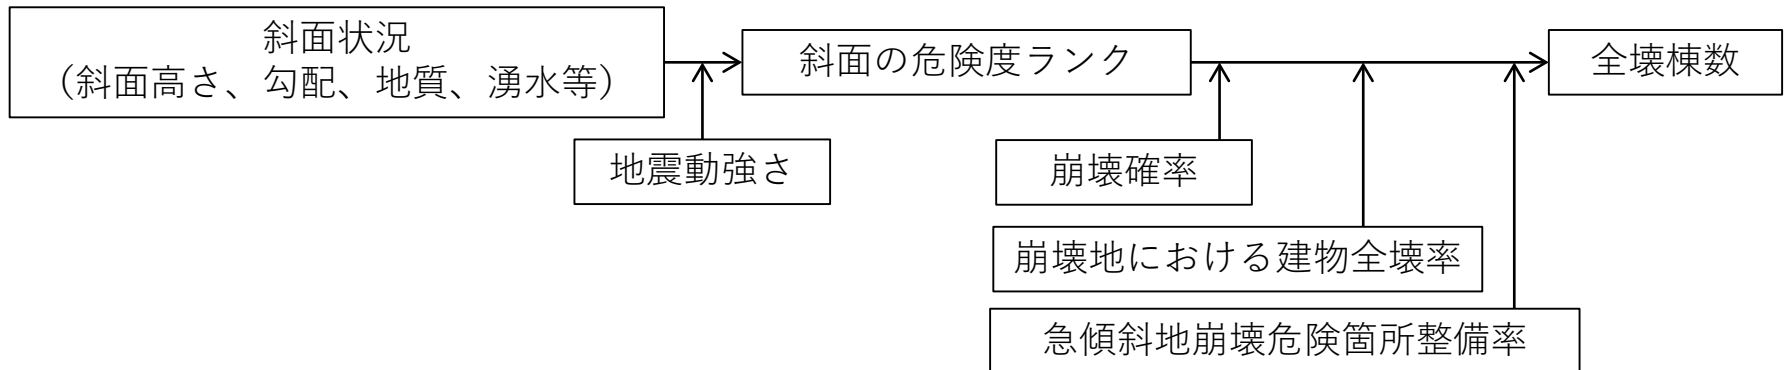 斜面状況
（斜面高さ、勾配、地質、湧水等）
斜面の危険度ランク
全壊棟数
地震動強さ
崩壊確率
崩壊地における建物全壊率
急傾斜地崩壊危険箇所整備率